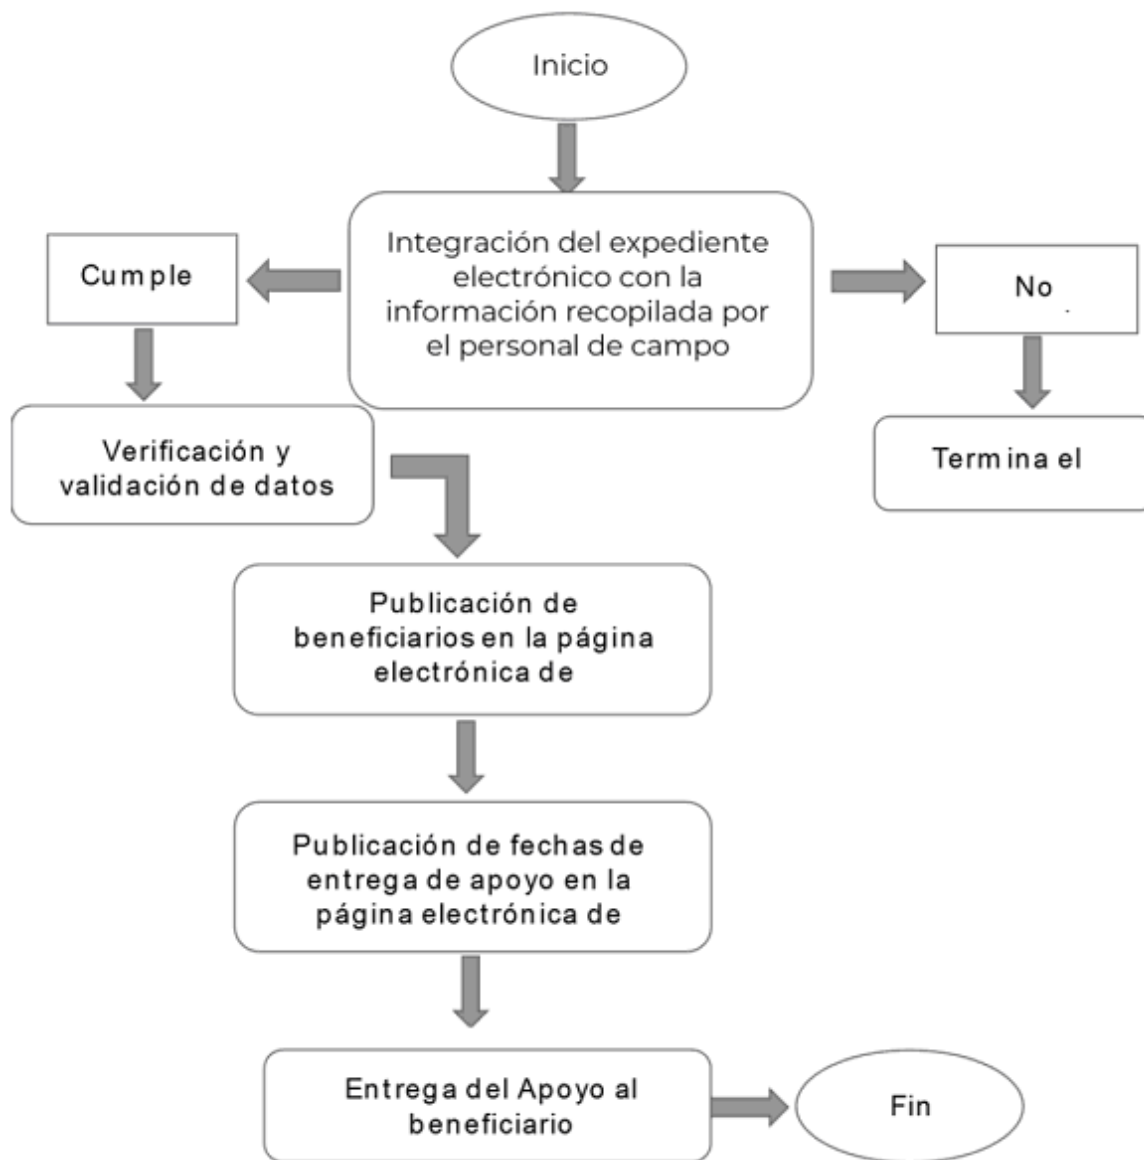 Inicio
Integración del expediente
electrónico con la
información recopilada por
el personal de campo
Cumple
No
.
Verificación y
validación de datos
Termina el
Publicación de
beneficiarios en la página
electrónica de
Publicación de fechas de
entrega de apoyo en la
página electrónica de
Entrega del Apoyo al
beneficiario
Fin